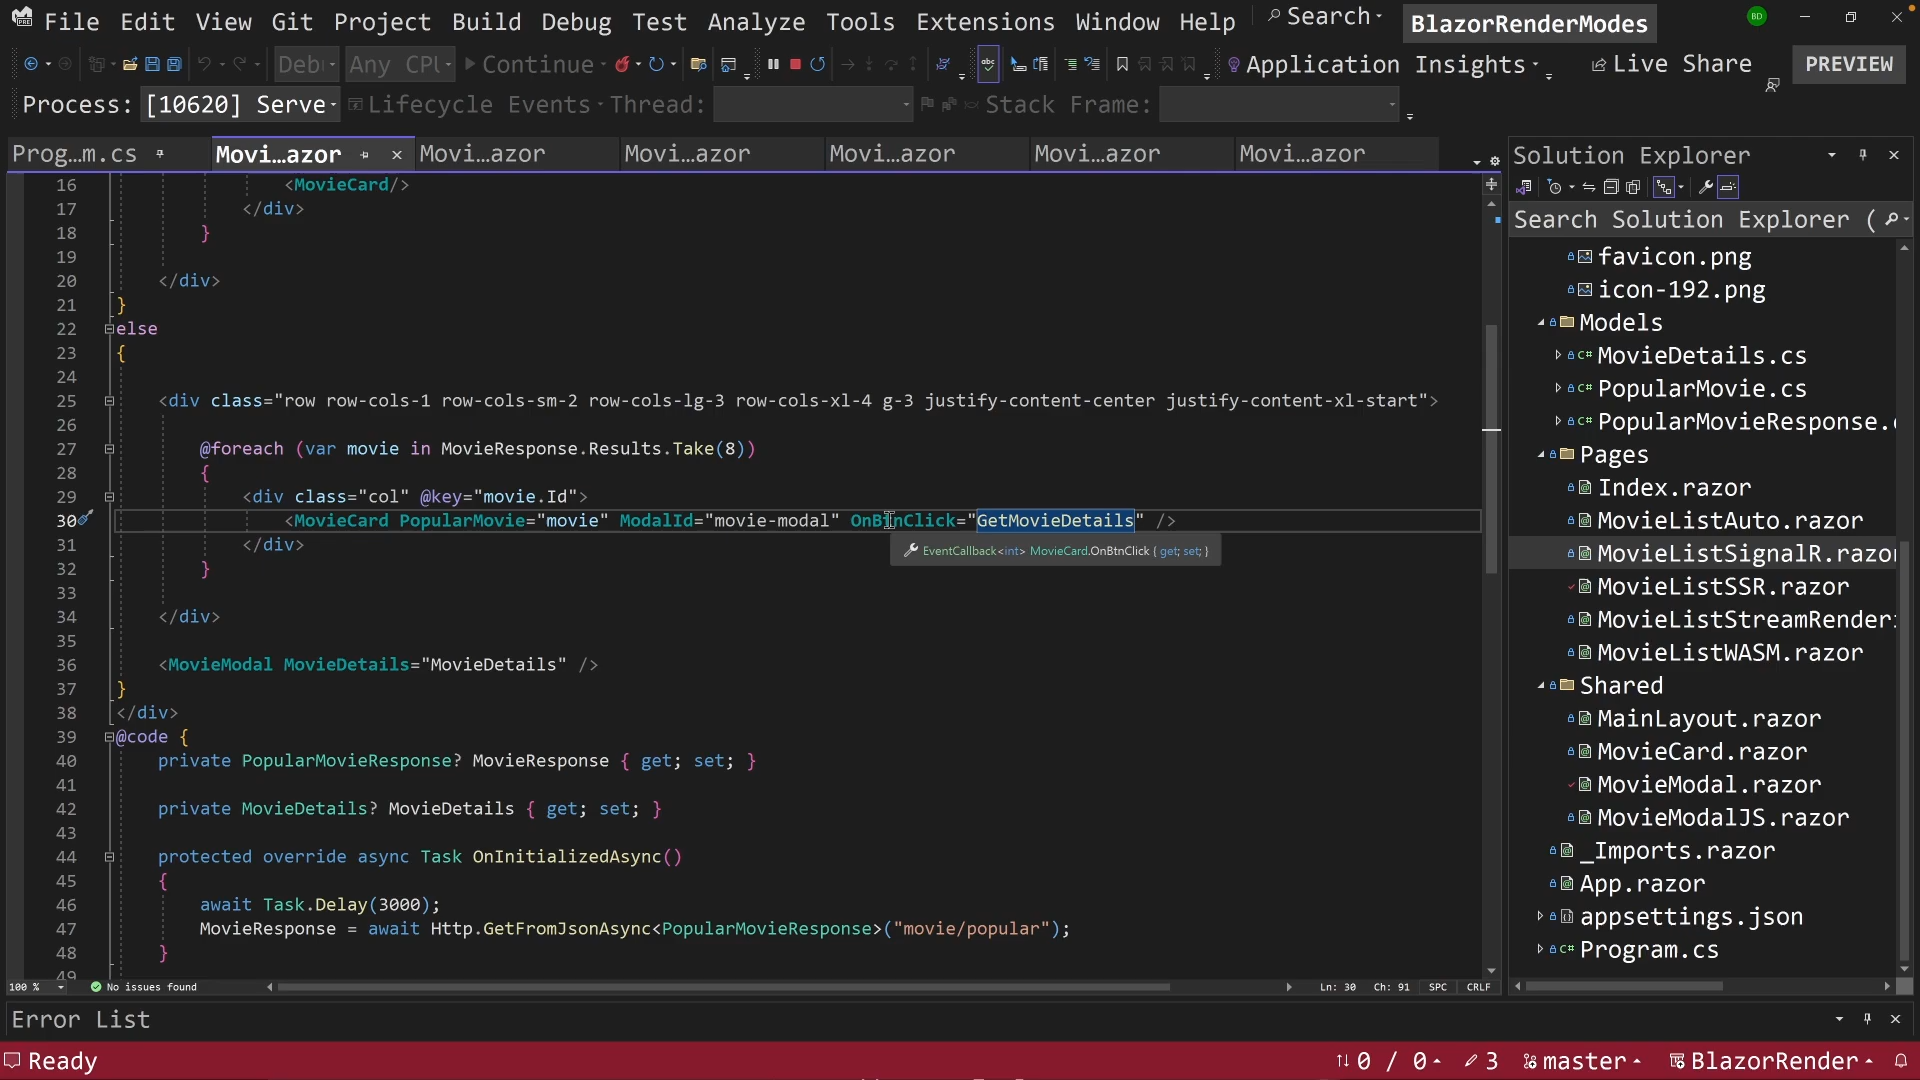 File Edit View Git Project Build Debug Test Analyze Tools Extensions Window Help Search BlazorRenderModes BD
Deb Any CPU Continue abc Application Insights Live Share PREVIEW
Process: [10620] Serve Lifecycle Events Thread: Stack Frame:
Prog…m.cs Movi…azor Movi…azor Movi…azor Movi…azor Movi…azor Movi…azor
16 <MovieCard/>
17 </div>
18 }
19
20 </div>
21 }
22 else
23 {
24
25 <div class="row row-cols-1 row-cols-sm-2 row-cols-lg-3 row-cols-xl-4 g-3 justify-content-center justify-content-xl-start">
26
27 @foreach (var movie in MovieResponse.Results.Take(8))
28 {
29 <div class="col" @key="movie.Id">
30 <MovieCard PopularMovie="movie" ModalId="movie-modal" OnBtnClick="GetMovieDetails" />
31 </div>
EventCallback<int> MovieCard.OnBtnClick { get; set; }
32 }
33
34 </div>
35
36 <MovieModal MovieDetails="MovieDetails" />
37 }
38 </div>
39 @code {
40 private PopularMovieResponse? MovieResponse { get; set; }
41
42 private MovieDetails? MovieDetails { get; set; }
43
44 protected override async Task OnInitializedAsync()
45 {
46 await Task.Delay(3000);
47 MovieResponse = await Http.GetFromJsonAsync<PopularMovieResponse>("movie/popular");
48 }
49
100 % No issues found Ln: 30 Ch: 91 SPC CRLF
Solution Explorer
Search Solution Explorer (
favicon.png
icon-192.png
Models
C# MovieDetails.cs
C# PopularMovie.cs
C# PopularMovieResponse.c
Pages
Index.razor
MovieListAuto.razor
MovieListSignalR.razor
MovieListSSR.razor
MovieListStreamRender
MovieListWASM.razor
Shared
MainLayout.razor
MovieCard.razor
MovieModal.razor
MovieModalJS.razor
_Imports.razor
App.razor
appsettings.json
C# Program.cs
Error List
Ready 0 / 0 3 master BlazorRender